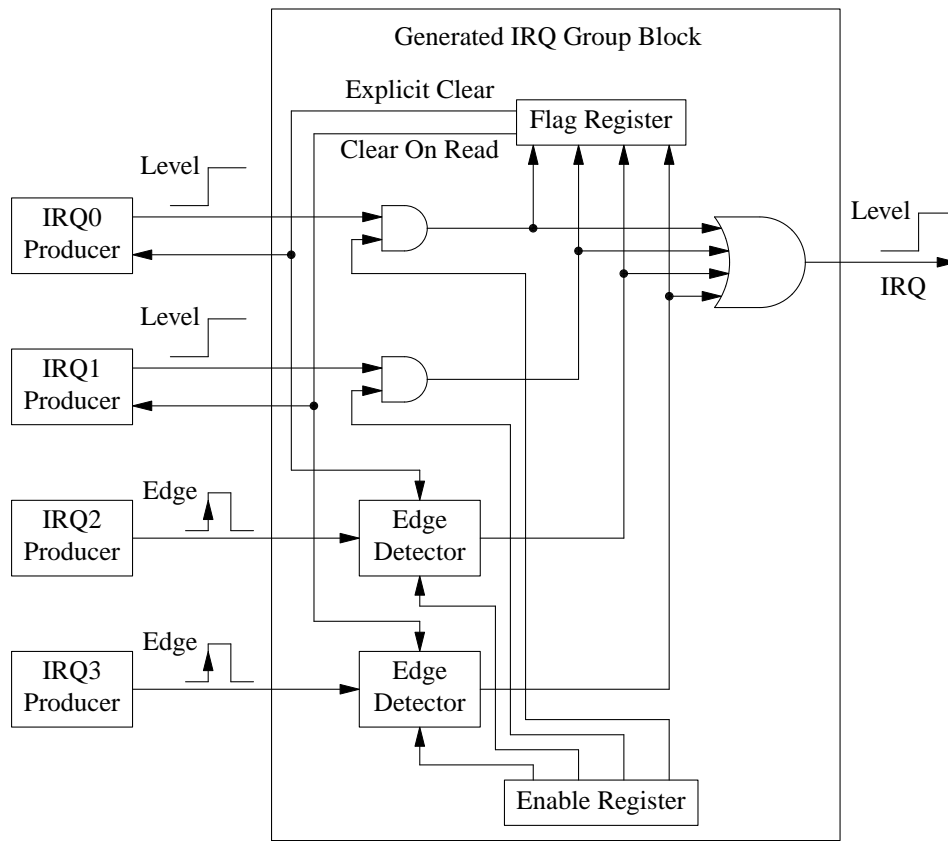 Generated IRQ Group Block
Explicit Clear
Flag Register
Clear On Read
Level
IRQ0
Producer
Level
IRQ
Level
IRQ1
Producer
Edge
IRQ2
Producer
Edge
Detector
Edge
IRQ3
Producer
Edge
Detector
Enable Register